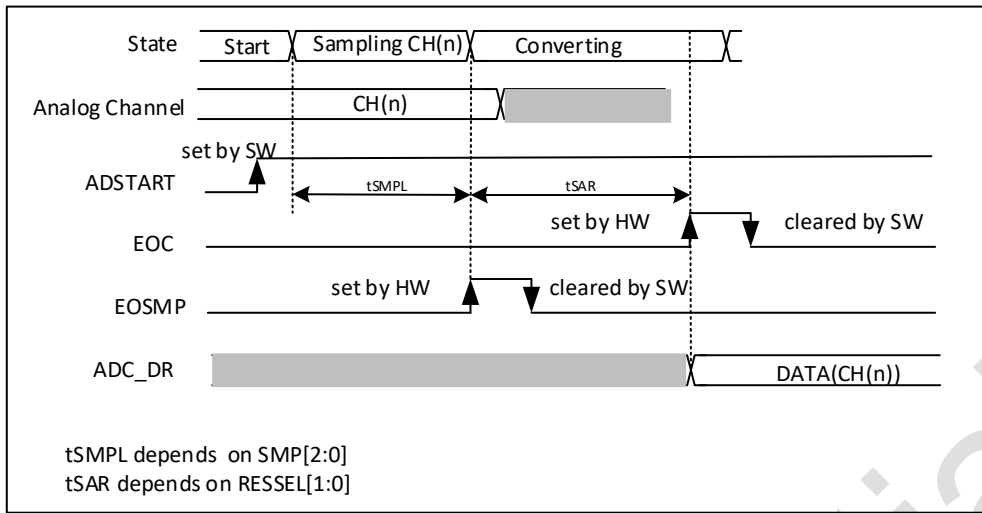 State Start Sampling CH(n) Converting
Analog Channel CH(n)
set by SW
ADSTART tSMPL tSAR
set by HW cleared by SW
EOC
set by HW cleared by SW
EOSMP
ADC_DR DATA(CH(n))
tSMPL depends on SMP[2:0]
tSAR depends on RESSEL[1:0]